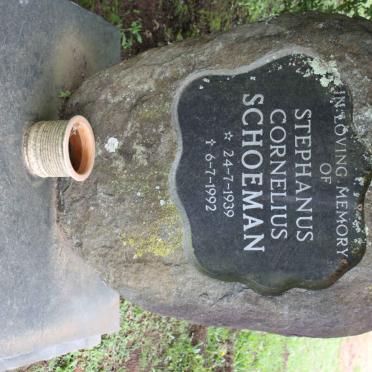 IN LOVING MEMORY
OF
STEPHANUS
CORNELIUS
SCHOEMAN
☆ 24-7-1939
✝ 6-7-1992